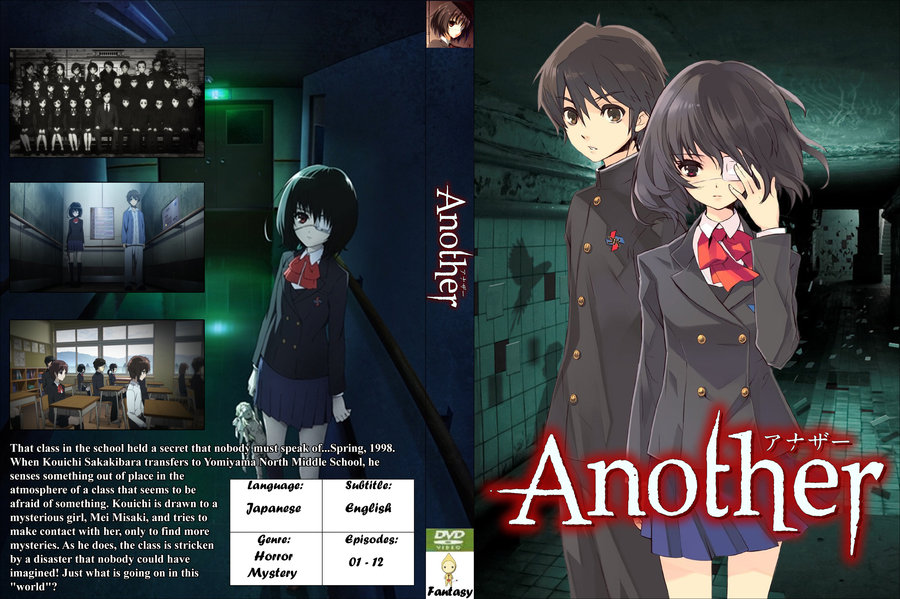 That class in the school held a secret that nobody must speak of...Spring, 1998.
When Kouichi Sakakibara transfers to Yomiyama North Middle School, he
senses something out of place in the
atmosphere of a class that seems to be
afraid of something. Kouichi is drawn to a
mysterious girl, Mei Misaki, and tries to
make contact with her, only to find more
mysteries. As he does, the class is stricken
by a disaster that nobody could have
imagined! Just what is going on in this
"world"?
Language:
Japanese
Subtitle:
English
Genre:
Horror
Mystery
Episodes:
01 - 12
Another
アナザー
DVD
VIDEO
Fantasy
アナザー
Another